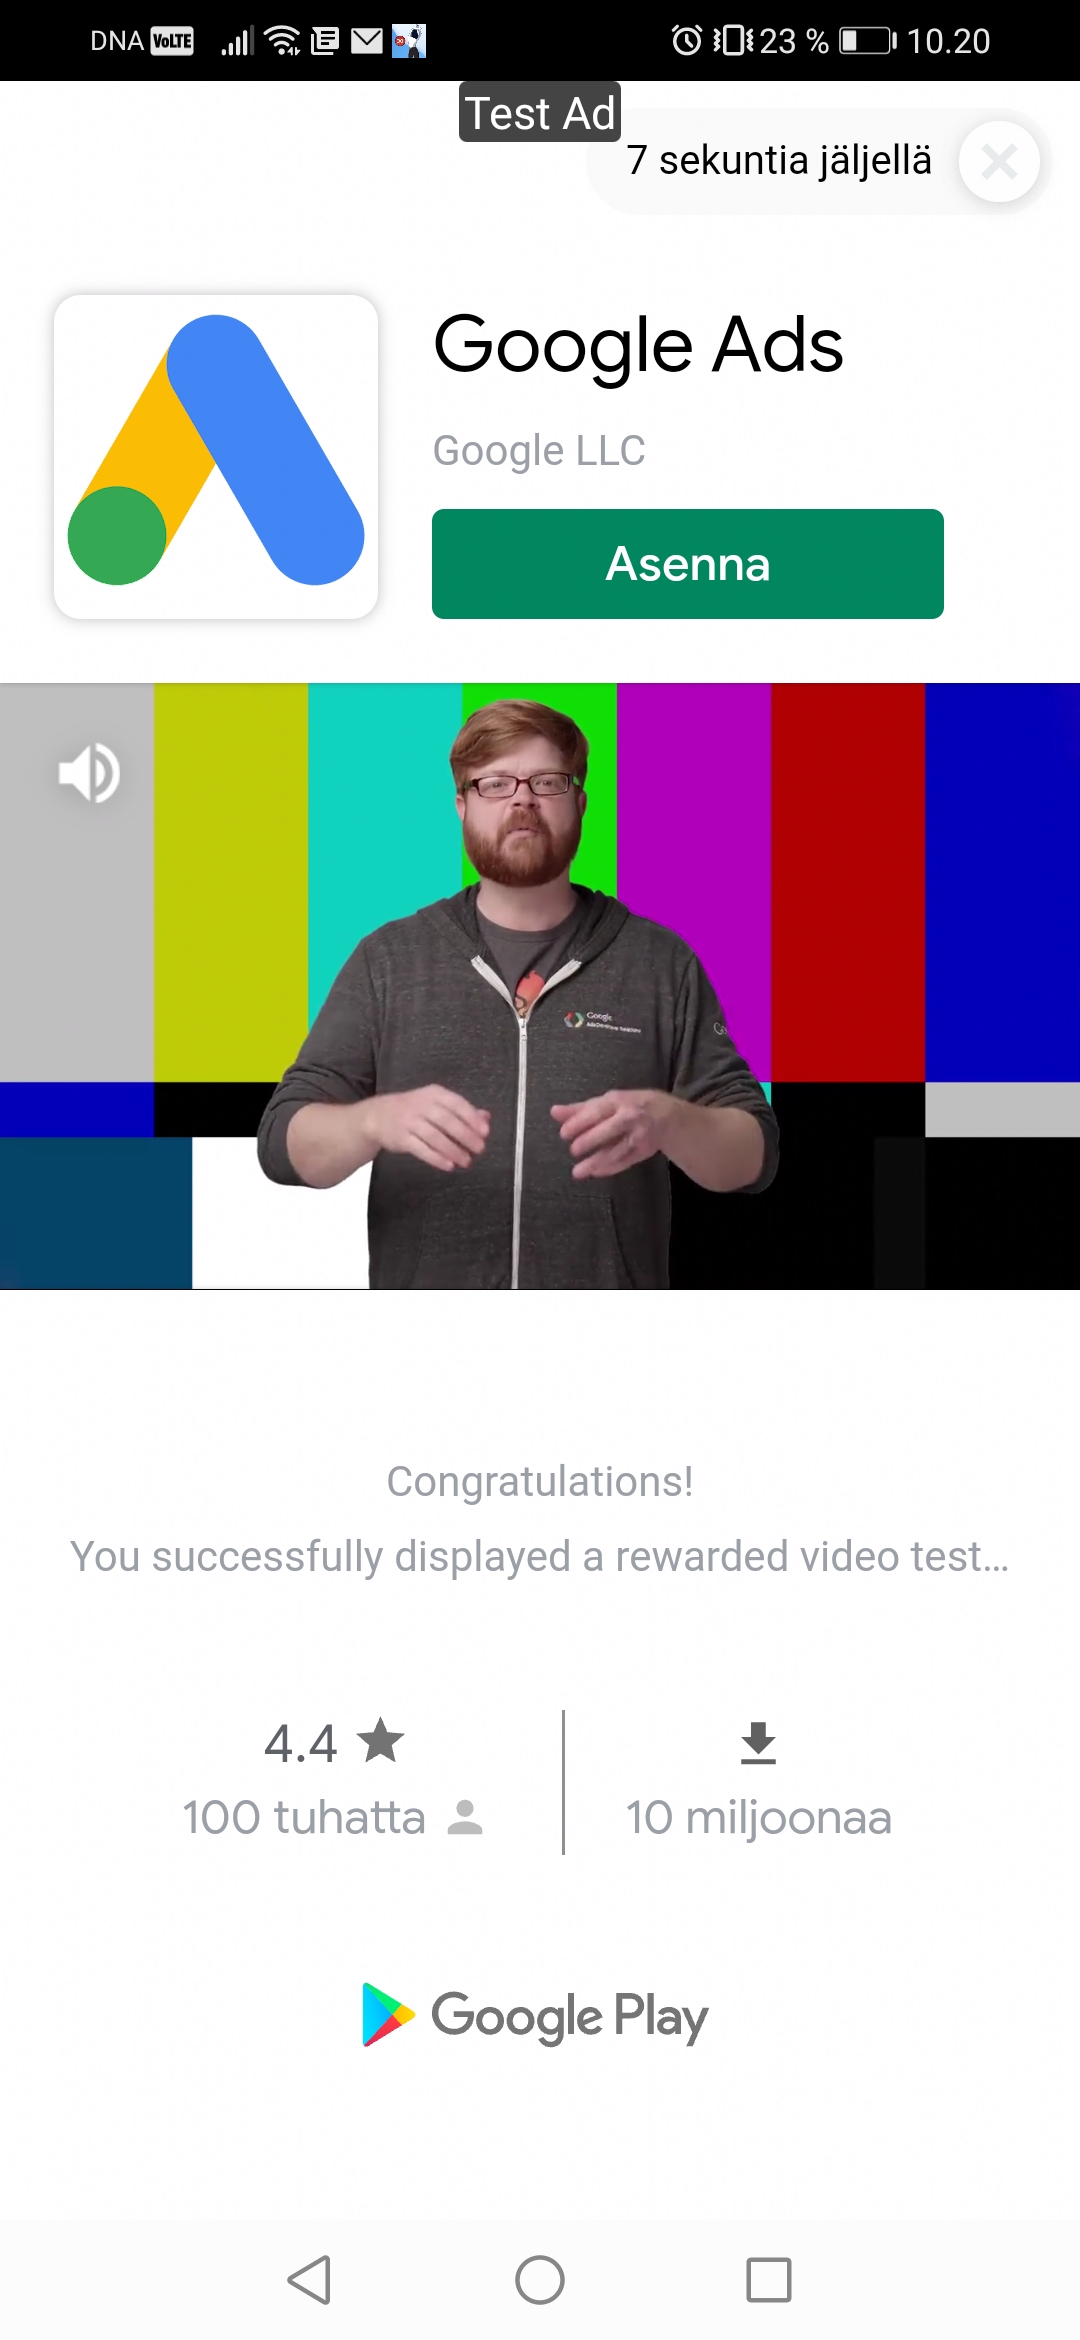 DNA VoLTE 23 % 10.20
Test Ad
7 sekuntia jäljellä
Google Ads
Google LLC
Asenna
Google
Congratulations!
You successfully displayed a rewarded video test...
4.4
100 tuhatta
10 miljoonaa
Google Play